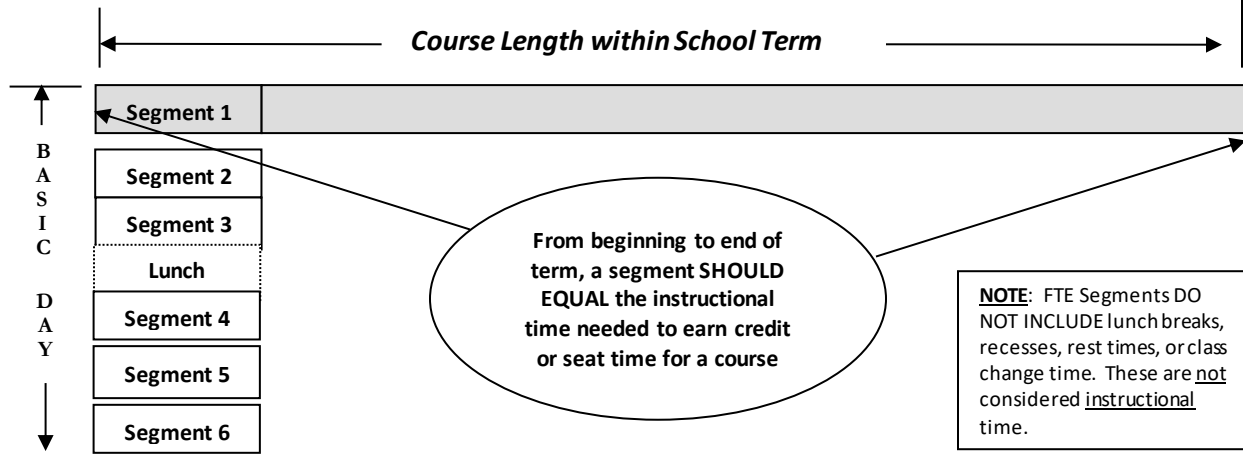 Course Length within School Term
Segment 1
BASIC DAY
Segment 2
Segment 3
Lunch
Segment 4
Segment 5
Segment 6
From beginning to end of
term, a segment SHOULD
EQUAL the instructional
time needed to earn credit
or seat time for a course
NOTE: FTE Segments DO
NOT INCLUDE lunch breaks,
recesses, rest times, or class
change time. These are not
considered instructional
time.